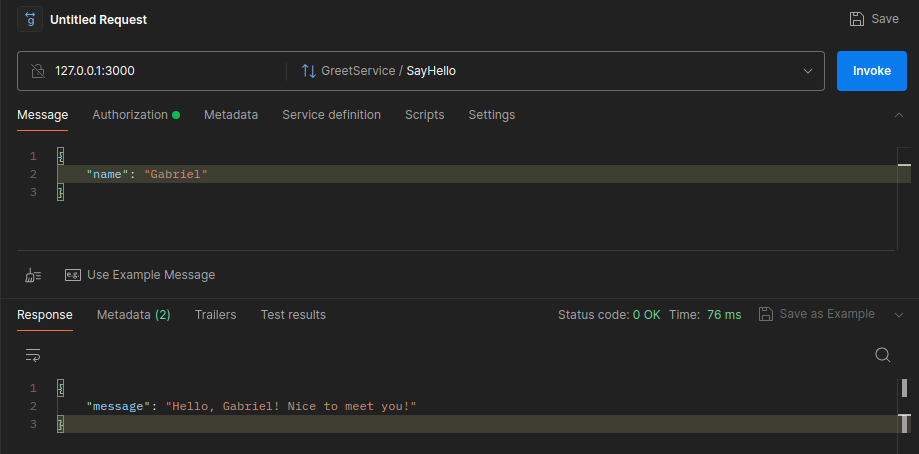 Untitled Request
Save
127.0.0.1:3000
GreetService / SayHello
Invoke
Message Authorization Metadata Service definition Scripts Settings
1 {
2 "name": "Gabriel"
3 }
e.g. Use Example Message
Response Metadata (2) Trailers Test results
Status code: 0 OK Time: 76 ms Save as Example
1 {
2 "message": "Hello, Gabriel! Nice to meet you!"
3 }